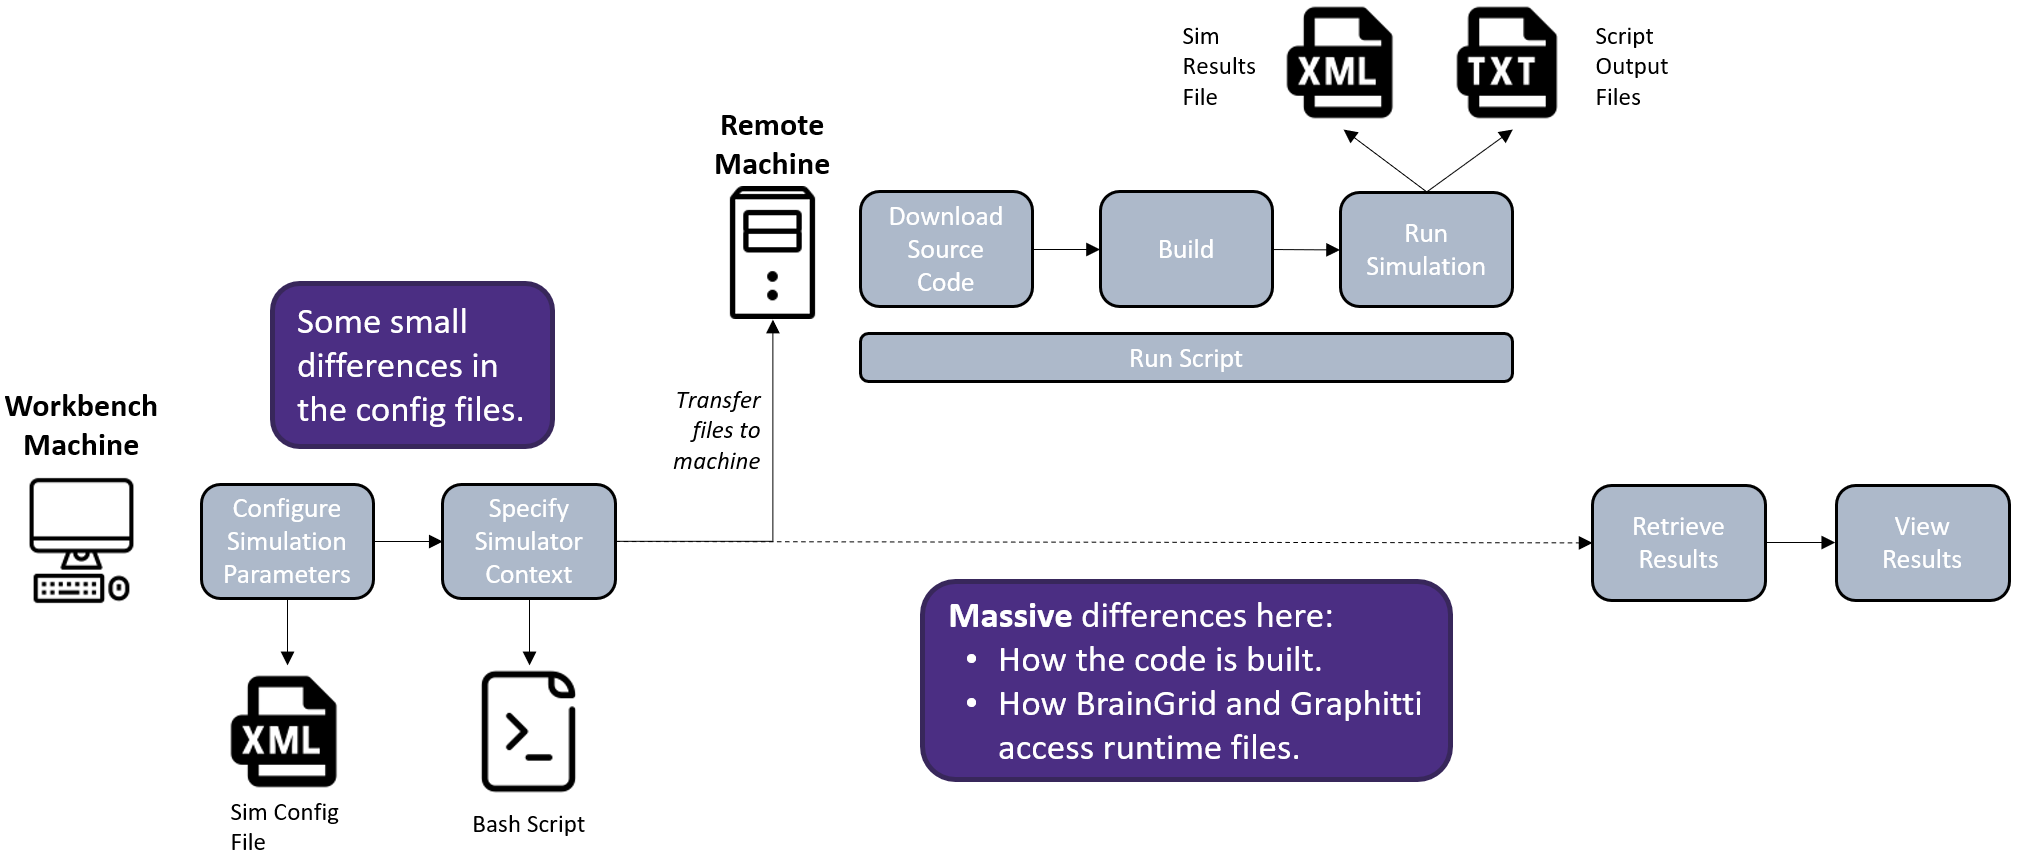 Sim
Results
File
XML
TXT
Script
Output
Files
Remote
Machine
Download
Source
Code
Build
Run
Simulation
Run Script
Some small
differences in
the config files.
Transfer
files to
machine
Workbench
Machine
Configure
Simulation
Parameters
Specify
Simulator
Context
Retrieve
Results
View
Results
Massive differences here:
• How the code is built.
• How BrainGrid and Graphitti
access runtime files.
XML
Sim Config
File
>_
Bash Script